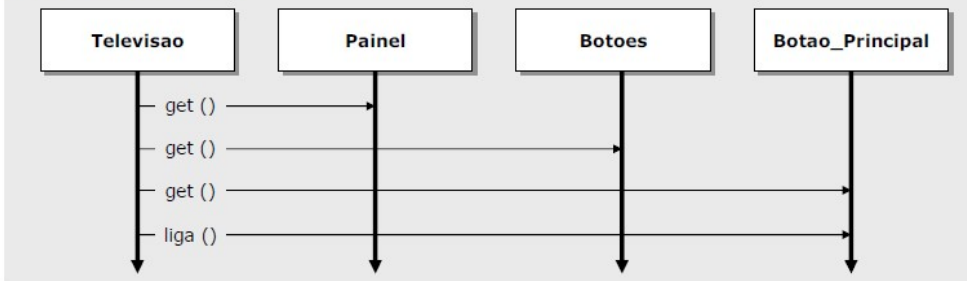 Televisao Painel Botoes Botao_Principal
get ()
get ()
get ()
liga ()